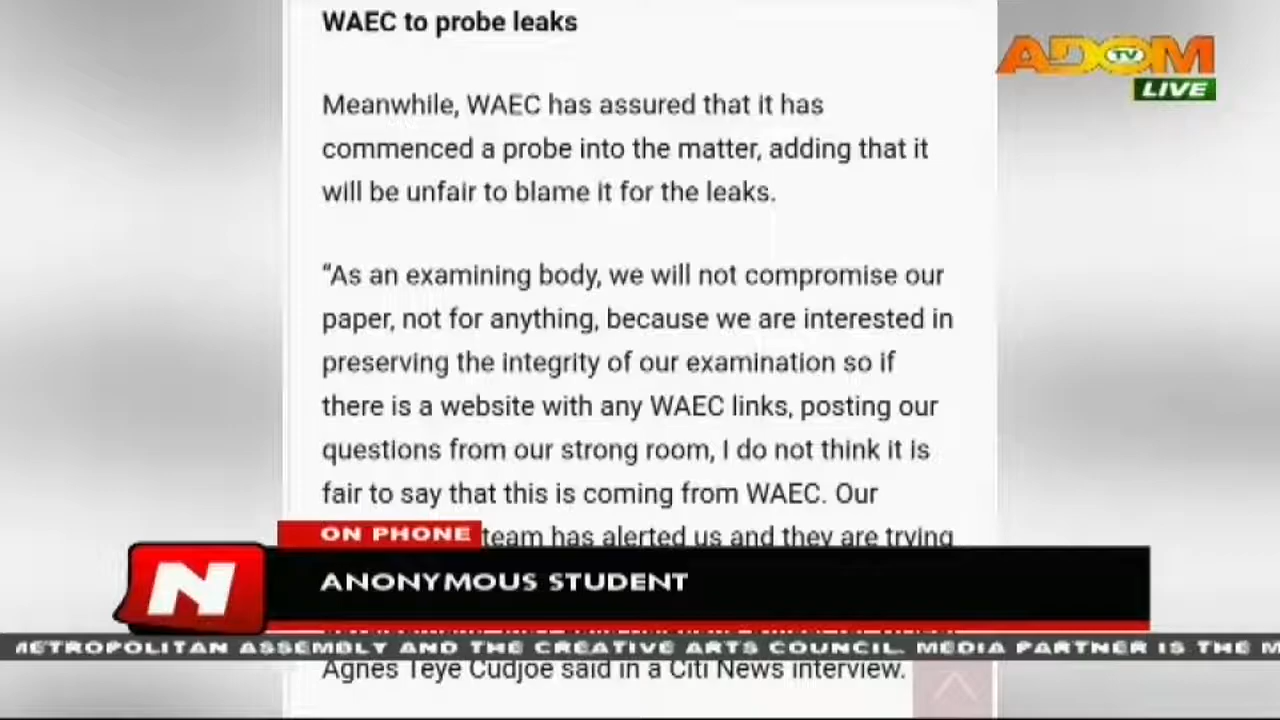 WAEC to probe leaks
ADOM TV
LIVE
Meanwhile, WAEC has assured that it has
commenced a probe into the matter, adding that it
will be unfair to blame it for the leaks.
“As an examining body, we will not compromise our
paper, not for anything, because we are interested in
preserving the integrity of our examination so if
there is a website with any WAEC links, posting our
questions from our strong room, I do not think it is
fair to say that this is coming from WAEC. Our
team has alerted us and they are trying
ON PHONE
N
ANONYMOUS STUDENT
METROPOLITAN ASSEMBLY AND THE CREATIVE ARTS COUNCIL. MEDIA PARTNER IS THE M
Agnes Teye Cudjoe said in a Citi News interview.